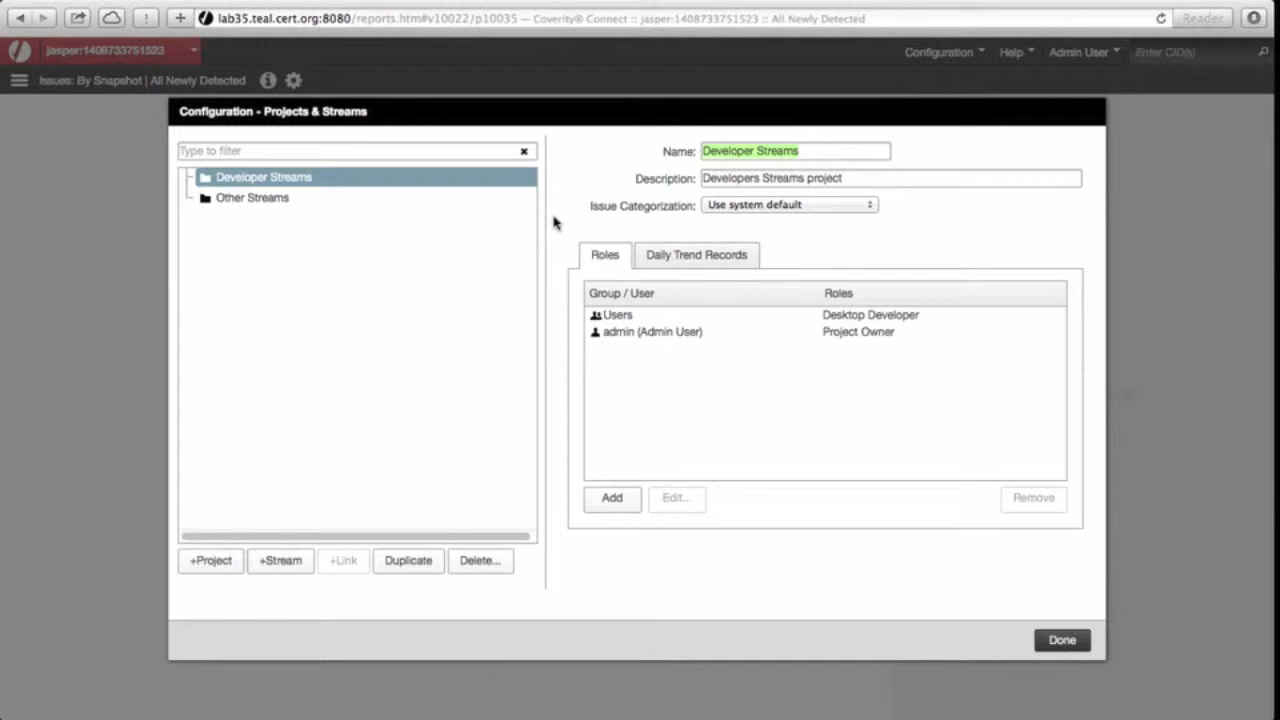 lab35.teal.cert.org:8080/reports.htm#v10022/p10035 — Coverity® Connect :: jasper:1408733751523 :: All Newly Detected
Reader
jasper:1408733751523
Configuration
Help
Admin User
Enter CID(s)
Issues: By Snapshot | All Newly Detected
Configuration - Projects & Streams
Type to filter
Developer Streams
Other Streams
+Project
+Stream
+Link
Duplicate
Delete...
Name: Developer Streams
Description: Developers Streams project
Issue Categorization: Use system default
Roles
Daily Trend Records
Group / User Roles
Users Desktop Developer
admin (Admin User) Project Owner
Add
Edit...
Remove
Done